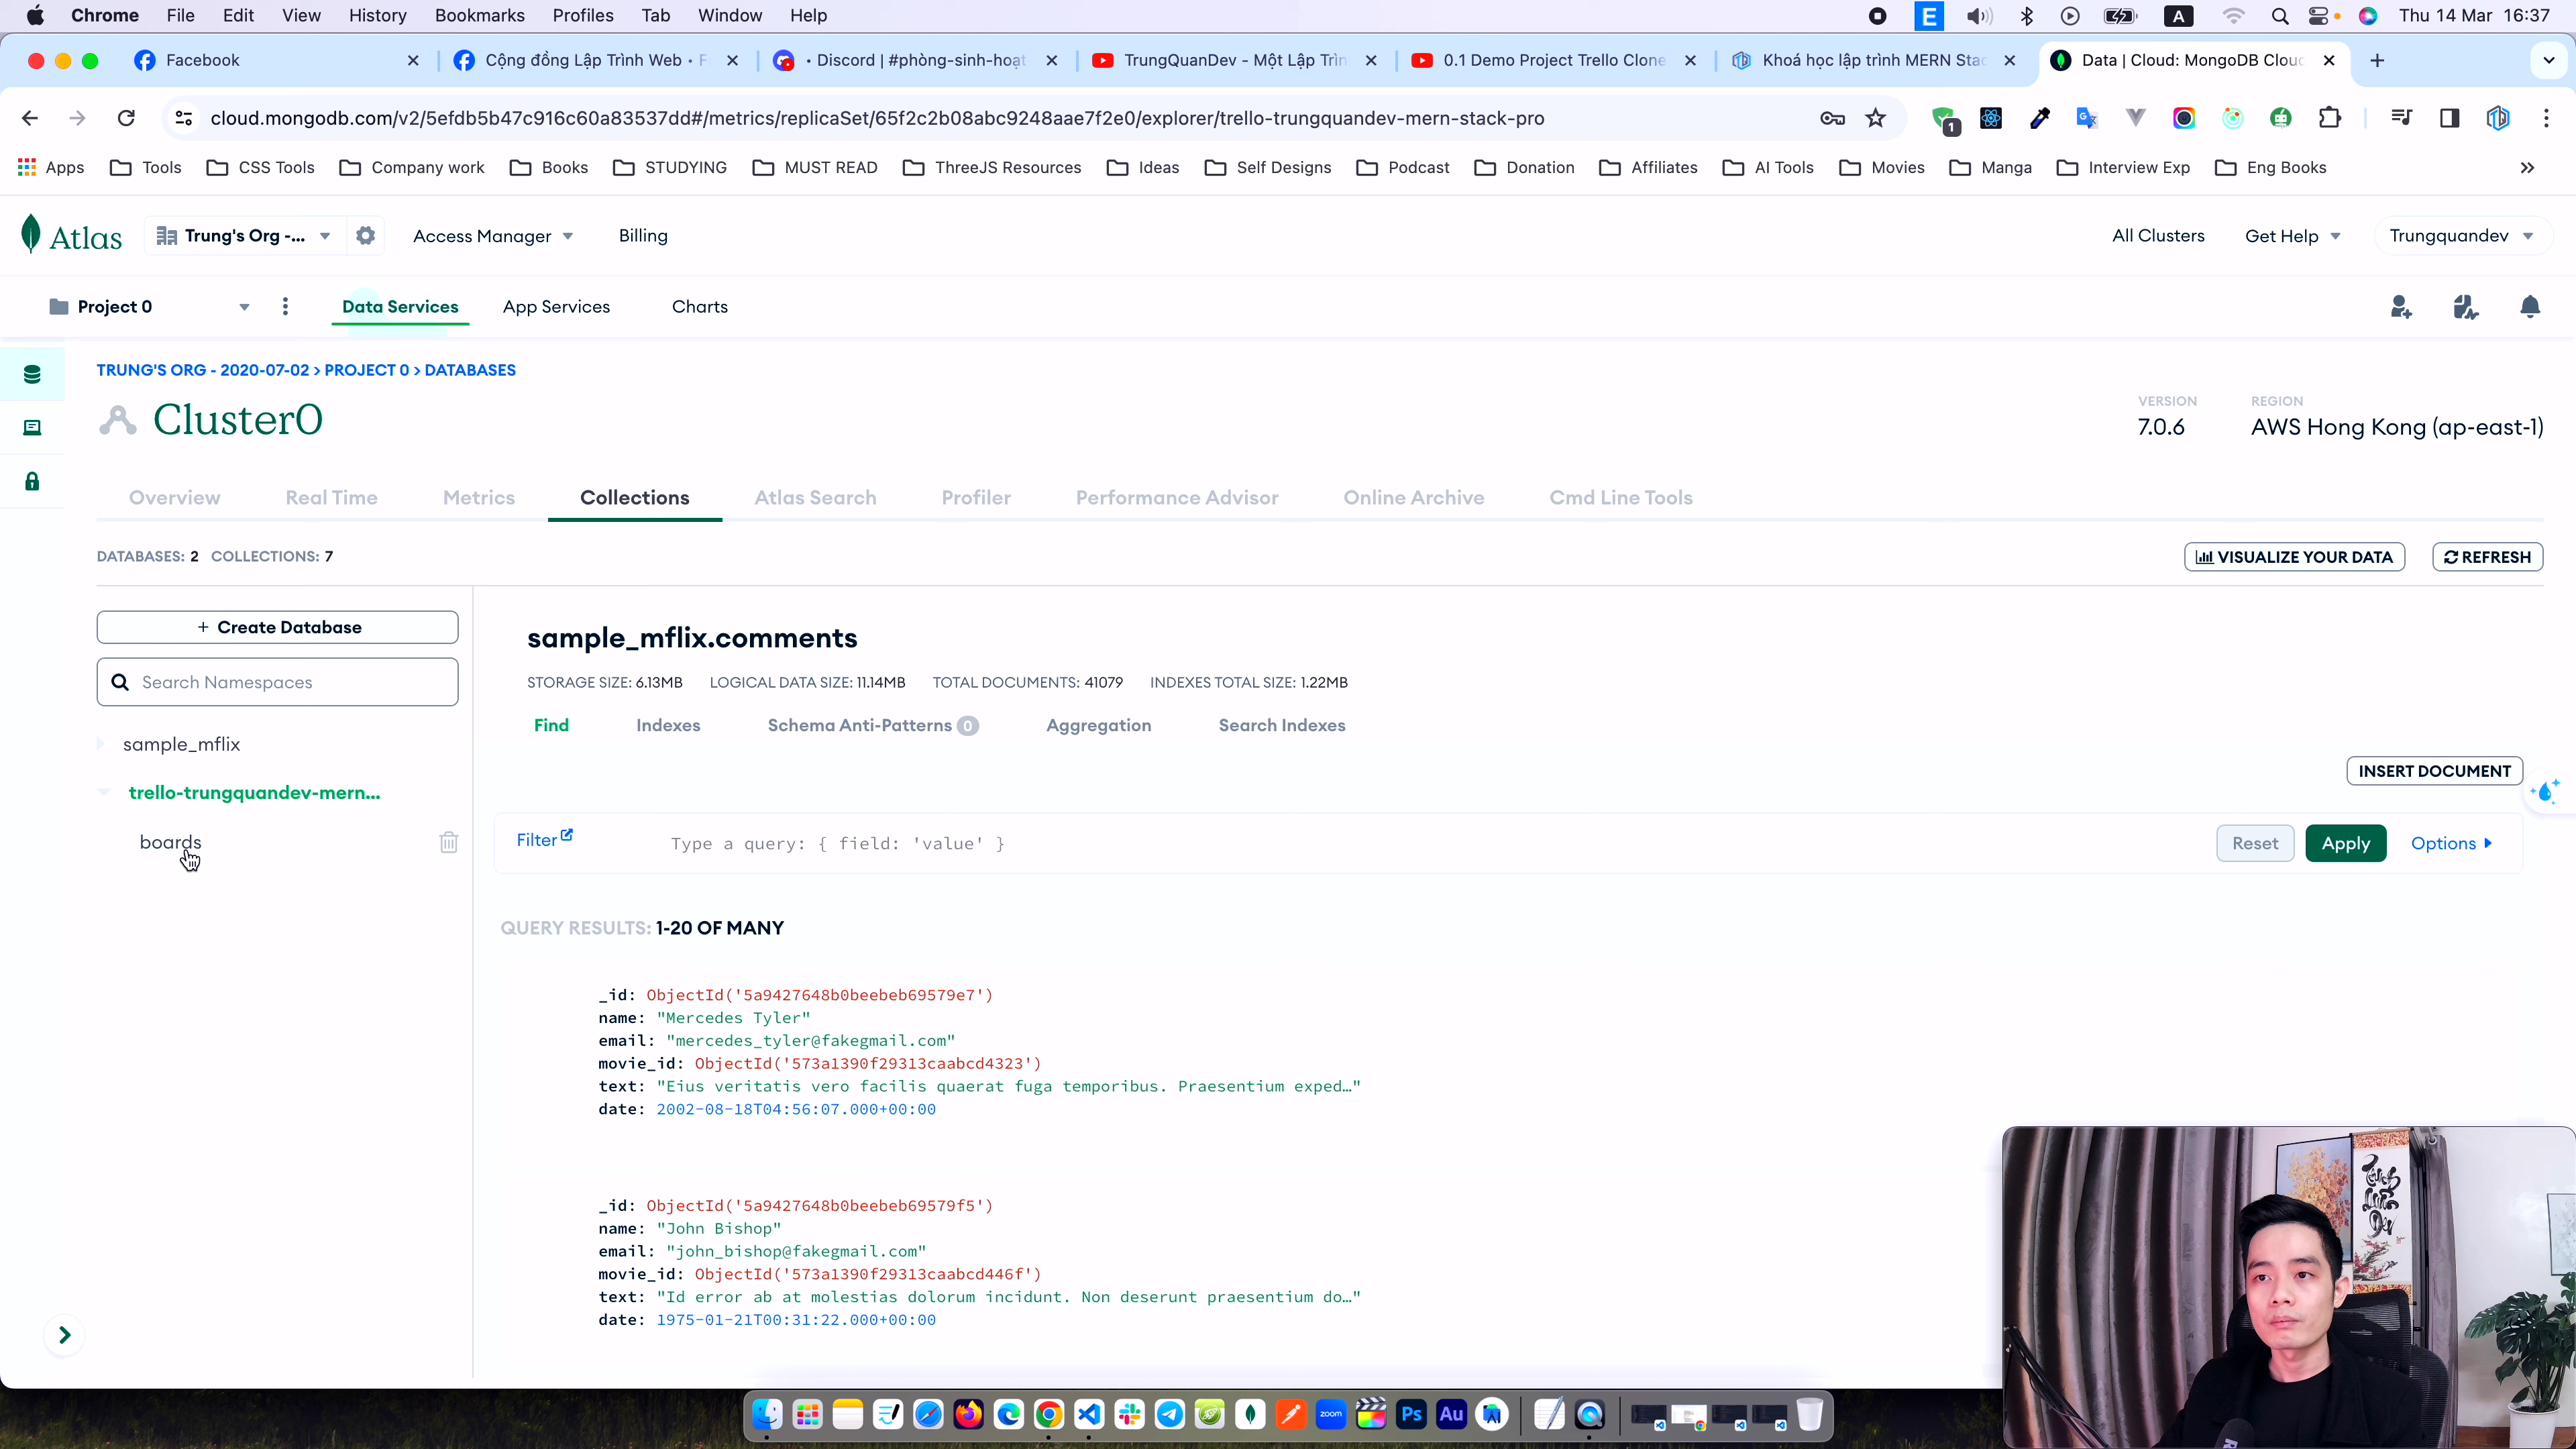 Chrome File Edit View History Bookmarks Profiles Tab Window Help
E
A
Thu 14 Mar 16:37
Facebook
Cộng đồng Lập Trình Web • F
• Discord | #phòng-sinh-hoạt
TrungQuanDev - Một Lập Trìn
0.1 Demo Project Trello Clone
Khoá học lập trình MERN Stac
Data | Cloud: MongoDB Clou
cloud.mongodb.com/v2/5efdb5b47c916c60a83537dd#/metrics/replicaSet/65f2c2b08abc9248aae7f2e0/explorer/trello-trungquandev-mern-stack-pro
1
Apps Tools CSS Tools Company work Books STUDYING MUST READ ThreeJS Resources Ideas Self Designs Podcast Donation Affiliates AI Tools Movies Manga Interview Exp Eng Books
Atlas
Trung's Org -...
Access Manager
Billing
All Clusters
Get Help
Trungquandev
Project 0
Data Services
App Services
Charts
TRUNG'S ORG - 2020-07-02 > PROJECT 0 > DATABASES
Cluster0
VERSION
7.0.6
REGION
AWS Hong Kong (ap-east-1)
Overview Real Time Metrics Collections Atlas Search Profiler Performance Advisor Online Archive Cmd Line Tools
DATABASES: 2 COLLECTIONS: 7
VISUALIZE YOUR DATA
REFRESH
+ Create Database
Search Namespaces
sample_mflix
trello-trungquandev-mern...
boards
sample_mflix.comments
STORAGE SIZE: 6.13MB LOGICAL DATA SIZE: 11.14MB TOTAL DOCUMENTS: 41079 INDEXES TOTAL SIZE: 1.22MB
Find Indexes Schema Anti-Patterns 0 Aggregation Search Indexes
INSERT DOCUMENT
Filter
Type a query: { field: 'value' }
Reset
Apply
Options
QUERY RESULTS: 1-20 OF MANY
_id: ObjectId('5a9427648b0beebeb69579e7')
name: "Mercedes Tyler"
email: "mercedes_tyler@fakegmail.com"
movie_id: ObjectId('573a1390f29313caabcd4323')
text: "Eius veritatis vero facilis quaerat fuga temporibus. Praesentium exped…"
date: 2002-08-18T04:56:07.000+00:00
_id: ObjectId('5a9427648b0beebeb69579f5')
name: "John Bishop"
email: "john_bishop@fakegmail.com"
movie_id: ObjectId('573a1390f29313caabcd446f')
text: "Id error ab at molestias dolorum incidunt. Non deserunt praesentium do…"
date: 1975-01-21T00:31:22.000+00:00
zoom
Ps
Au